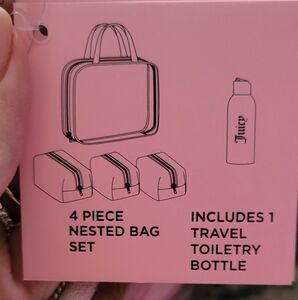 Juicy
4 PIECE
NESTED BAG
SET
INCLUDES 1
TRAVEL
TOILETRY
BOTTLE